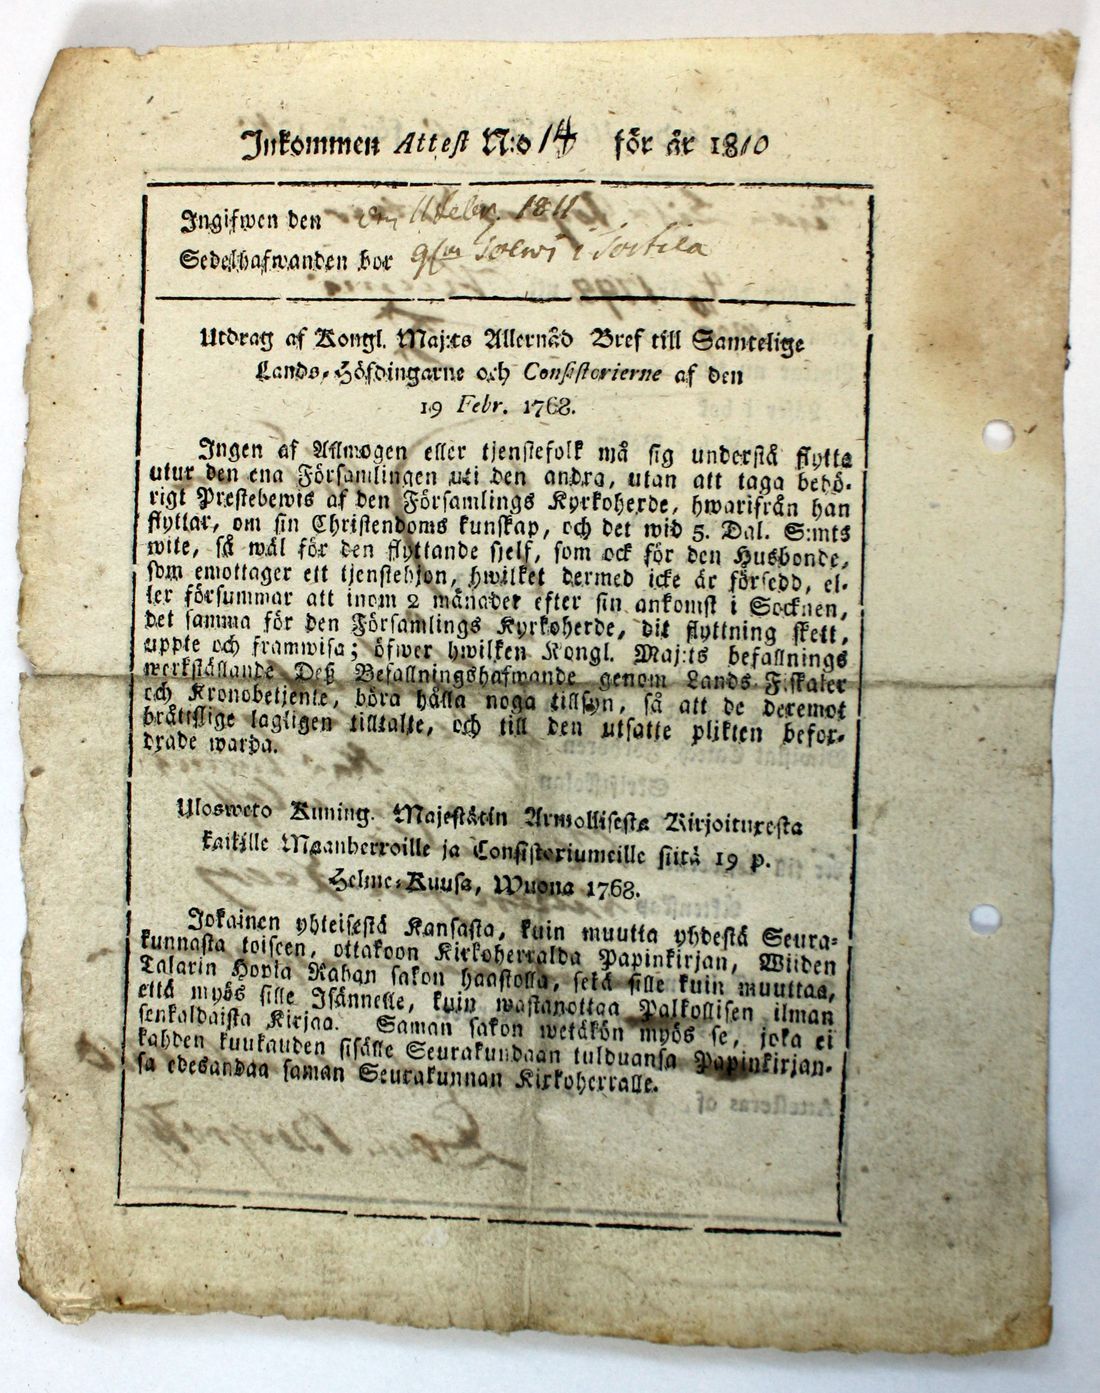 Inkommen Attest N:o 14 för år 1810
Ingifwen den den 11 Febr. 1811
Sedelhafwanden bor i
Utdrag af Kongl. Maj:ts Allernåd Bref till Samtelige
Lands-Höfdingarne och Consistorierne af den
19 Febr. 1768.
Ingen af Allmogen eller tjenstefolk må sig understå flytta
utur den ena Församlingen uti den andra, utan att taga behö-
rigt Prestebewis af den Församlings Kyrkoherde, hwarifrån han
flyttar, om sin Christendoms kunskap, och det wid 5. Dal. S:mts
wite, så wäl för den flyttande sjelf, som ock för den Husbonde,
som emottager ett tjenstehjon, hwilket dermed icke är försedd, el-
ler försummar att inom 2 månader efter sin ankomst i Socknen,
det samma för den Församlings Kyrkoherde, dit flyttning skett,
uppte och framwisa; öfwer hwilken Kongl. Maj:ts befallnings
werkställande Deß Befallningshafwande genom Lands-Fiskaler
och Kronobetjente, böra hålla noga tillsyn, så att de deremot
bråttslige lagligen tilltalte, och till den utsatte plikten befor-
drade warda.
Ulosweto Kuning. Majestätin Armollisesta Kirjoituxesta
kaikille Maanherroille ja Consistoriumeille siitä 19 p.
Helme-Kuusa, Wuona 1768.
Jokainen yhteisestä Kansasta, kuin muutta yhdestä Seura-
kunnasta toiseen, ottakoon Kirkoherralda Papinkirjan, Wiiden
Talarin Hopia Rahan sakon haastolla, sekä sille kuin muuttaa,
että myös sille Isännelle, kuin wastanottaa Palkollisen ilman
senkaldaista Kirjaa. Saman sakon wetäkön myös se, joka ei
kahden kuukauden sisälle Seurakundaan tulduansa Papinkirjan-
sa edesandaa saman Seurakunnan Kirkoherralle.